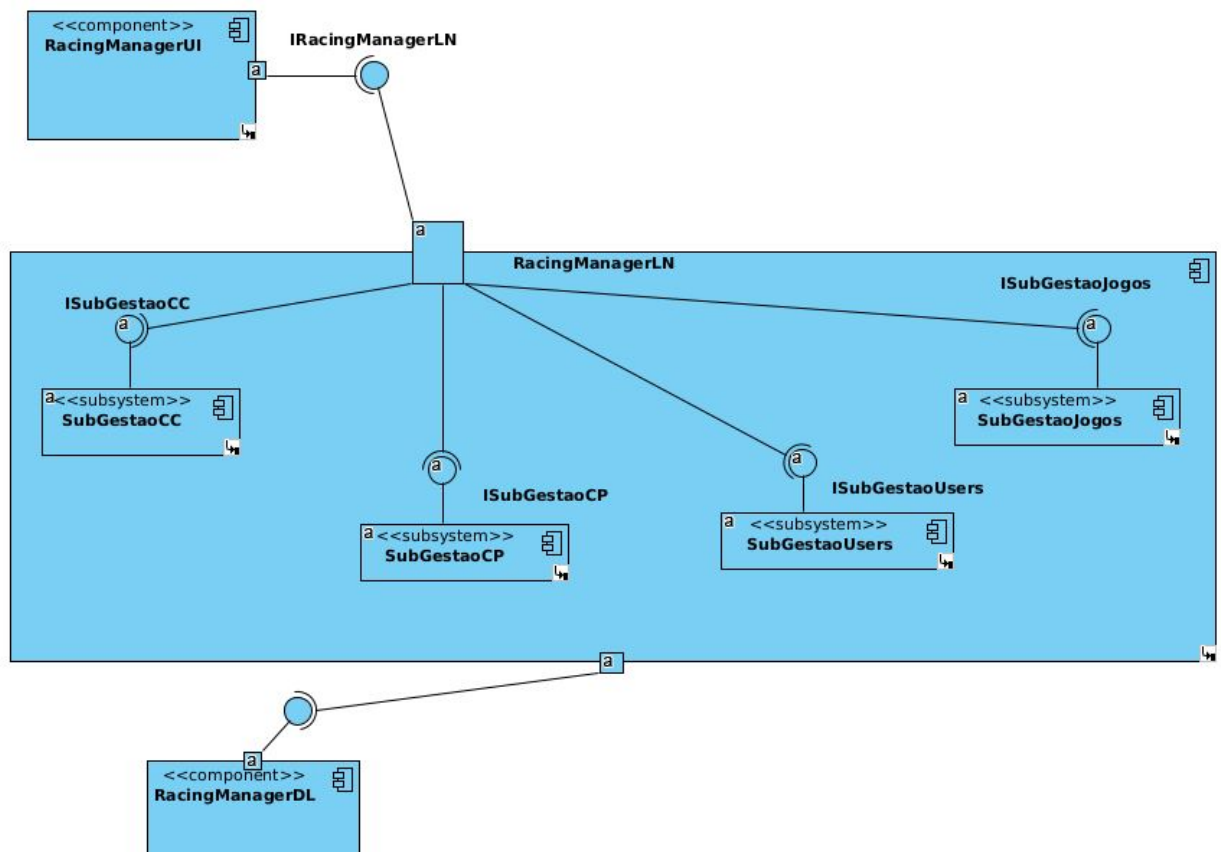 <<component>>
RacingManagerUI
a
IRacingManagerLN
a
RacingManagerLN
ISubGestaoCC
a
a
<<subsystem>>
SubGestaoCC
a
ISubGestaoCP
a
<<subsystem>>
SubGestaoCP
a
ISubGestaoUsers
a
<<subsystem>>
SubGestaoUsers
ISubGestaoJogos
a
a
<<subsystem>>
SubGestaoJogos
a
a
<<component>>
RacingManagerDL